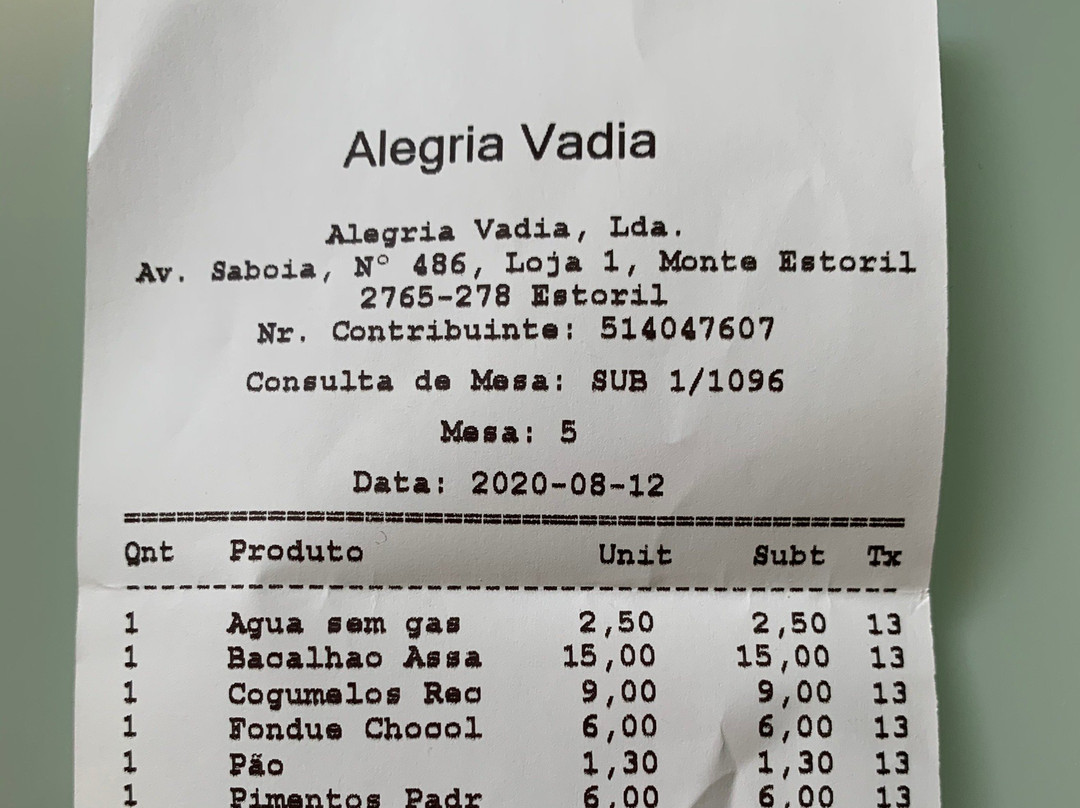 Alegria Vadia
Alegria Vadia, Lda.
Av. Saboia, Nº 486, Loja 1, Monte Estoril
2765-278 Estoril
Nr. Contribuinte: 514047607
Consulta de Mesa: SUB 1/1096
Mesa: 5
Data: 2020-08-12
Qnt Produto Unit Subt Tx
1 Agua sem gas 2,50 2,50 13
1 Bacalhao Assa 15,00 15,00 13
1 Cogumelos Rec 9,00 9,00 13
1 Fondue Chocol 6,00 6,00 13
1 Pão 1,30 1,30 13
1 Pimentos Padr 6,00 6,00 13